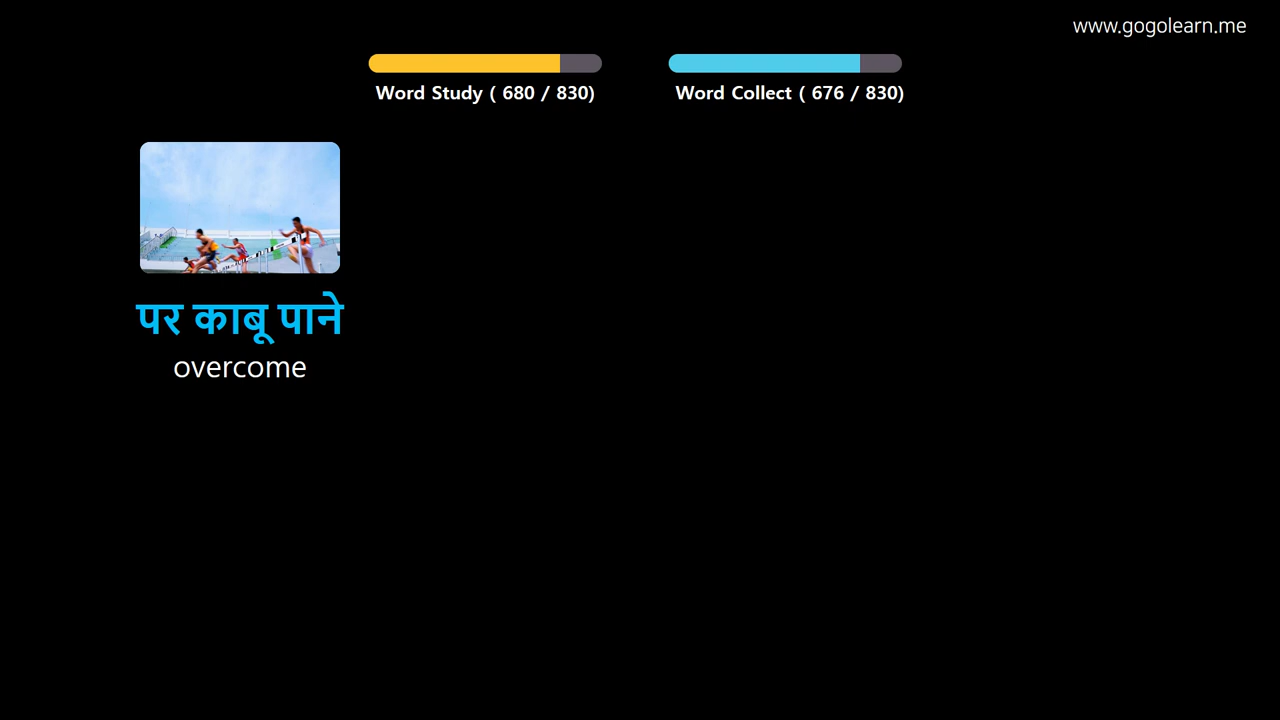 www.gogolearn.me
Word Study ( 680 / 830)
Word Collect ( 676 / 830)
पर काबू पाने
overcome